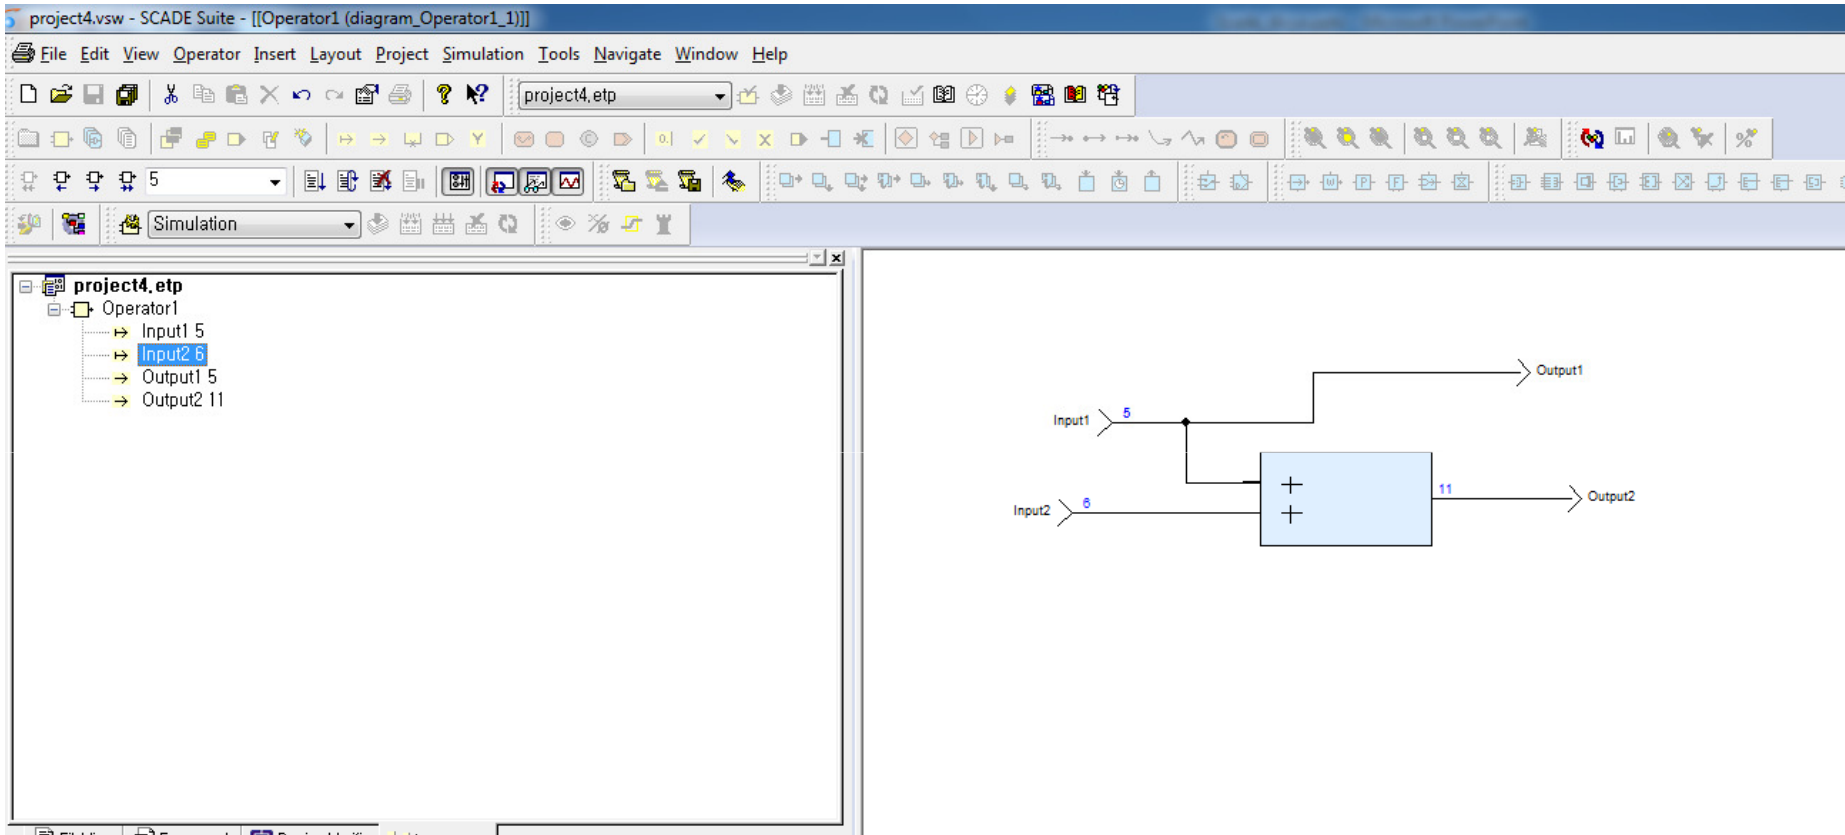 project4.vsw - SCADE Suite - [[Operator1 (diagram_Operator1_1)]]
File Edit View Operator Insert Layout Project Simulation Tools Navigate Window Help
project4.etp
5
Simulation
project4.etp
Operator1
Input1 5
Input2 6
Output1 5
Output2 11
Output1
Input1
5
11
Output2
Input2
6